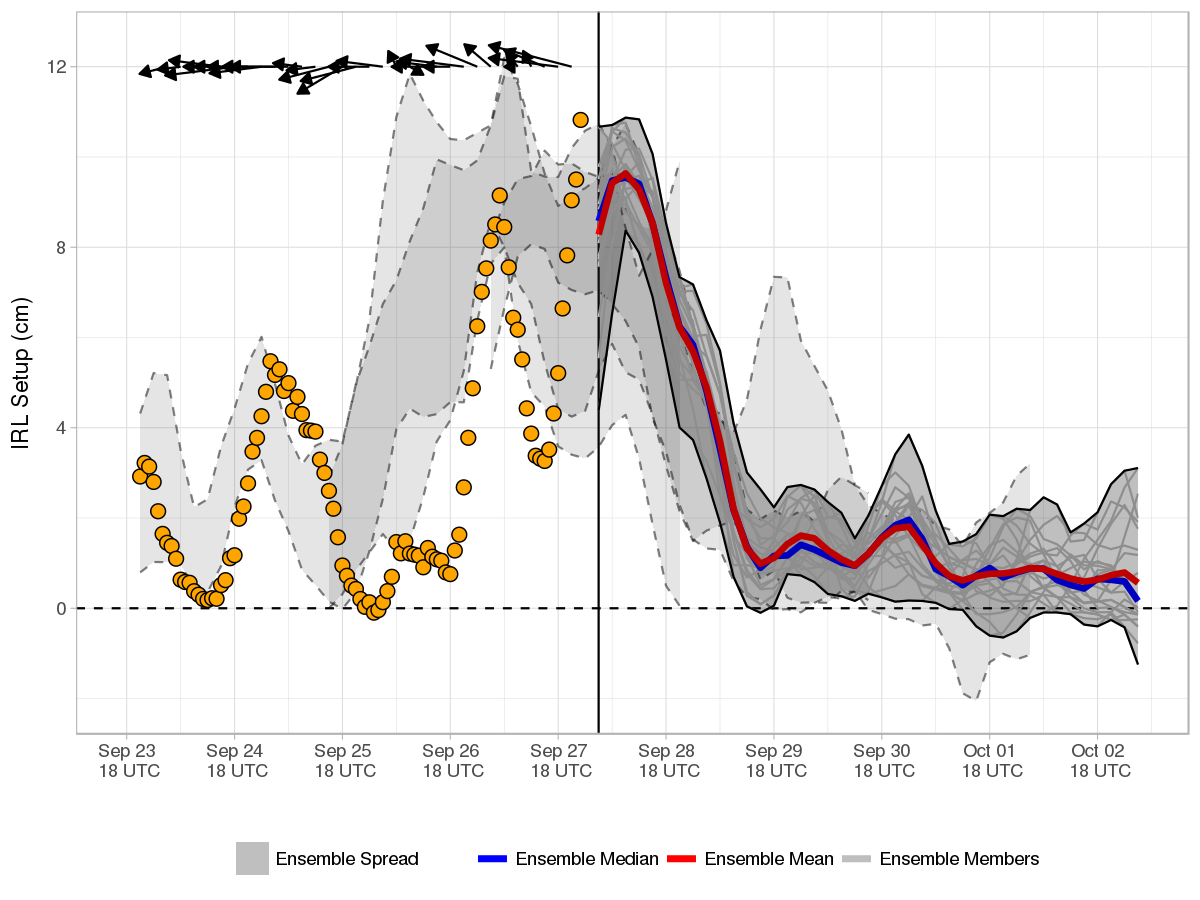 IRL Setup (cm)
12
8
4
0
Sep 23 Sep 24 Sep 25 Sep 26 Sep 27 Sep 28 Sep 29 Sep 30 Oct 01 Oct 02
18 UTC 18 UTC 18 UTC 18 UTC 18 UTC 18 UTC 18 UTC 18 UTC 18 UTC 18 UTC
Ensemble Spread Ensemble Median Ensemble Mean Ensemble Members